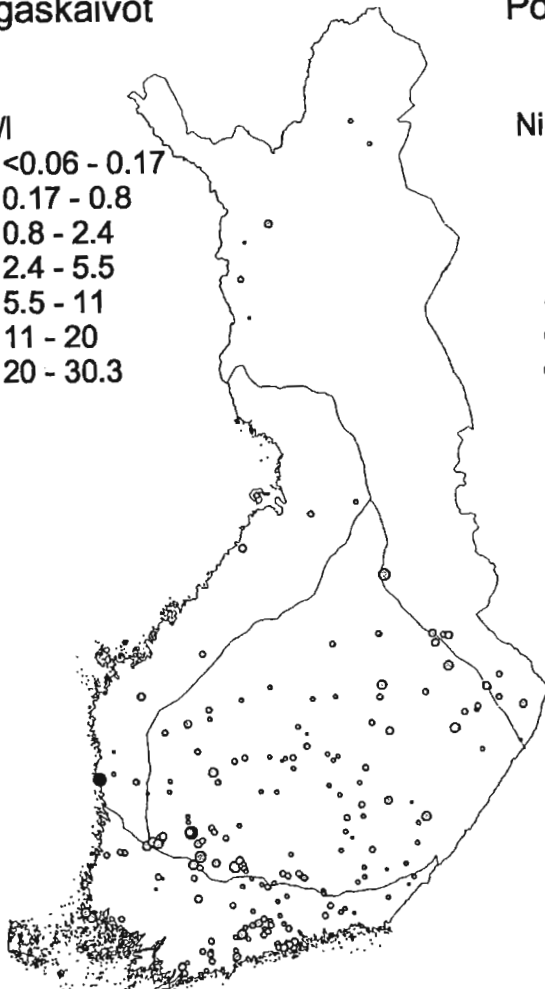 gaskaivot
Po
/l
Ni
<0.06 - 0.17
0.17 - 0.8
0.8 - 2.4
2.4 - 5.5
5.5 - 11
11 - 20
20 - 30.3